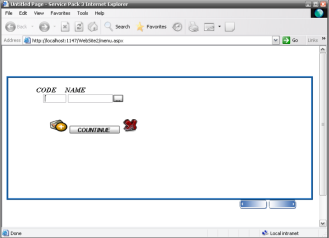 Untitled Page - Service Pack 3 Internet Explorer
File Edit View Favorites Tools Help
Back Search Favorites
Address http://localhost:1147/WebSite2/menu.aspx Go Links »
CODE NAME
...
COUNTINUE
Done Local intranet